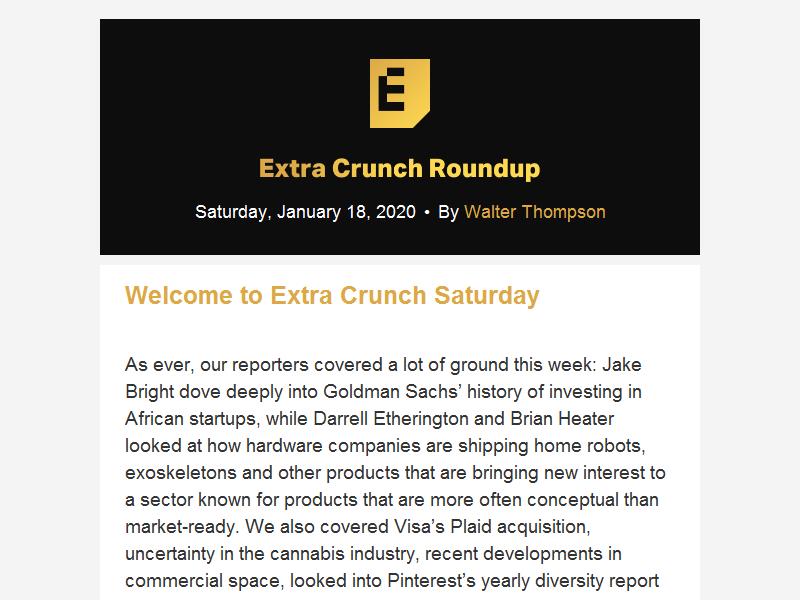 E
Extra Crunch Roundup
Saturday, January 18, 2020 • By Walter Thompson
Welcome to Extra Crunch Saturday
As ever, our reporters covered a lot of ground this week: Jake
Bright dove deeply into Goldman Sachs’ history of investing in
African startups, while Darrell Etherington and Brian Heater
looked at how hardware companies are shipping home robots,
exoskeletons and other products that are bringing new interest to
a sector known for products that are more often conceptual than
market-ready. We also covered Visa’s Plaid acquisition,
uncertainty in the cannabis industry, recent developments in
commercial space, looked into Pinterest’s yearly diversity report